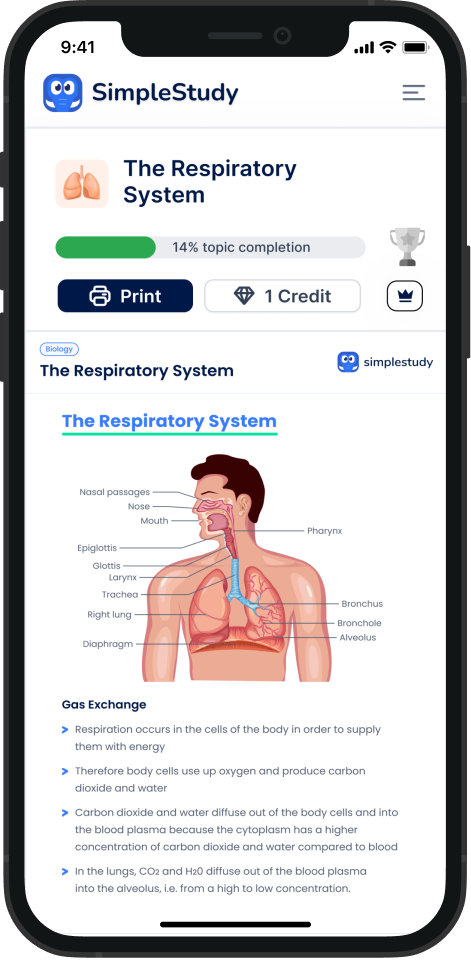 9:41
SimpleStudy
The Respiratory
System
14% topic completion
Print
1 Credit
Biology
The Respiratory System
simplestudy
The Respiratory System
Nasal passages
Nose
Mouth
Pharynx
Epiglottis
Glottis
Larynx
Trachea
Bronchus
Right lung
Bronchole
Alveolus
Diaphragm
Gas Exchange
Respiration occurs in the cells of the body in order to supply
them with energy
Therefore body cells use up oxygen and produce carbon
dioxide and water
Carbon dioxide and water diffuse out of the body cells and into
the blood plasma because the cytoplasm has a higher
concentration of carbon dioxide and water compared to blood
In the lungs, CO₂ and H₂0 diffuse out of the blood plasma
into the alveolus, i.e. from a high to low concentration.